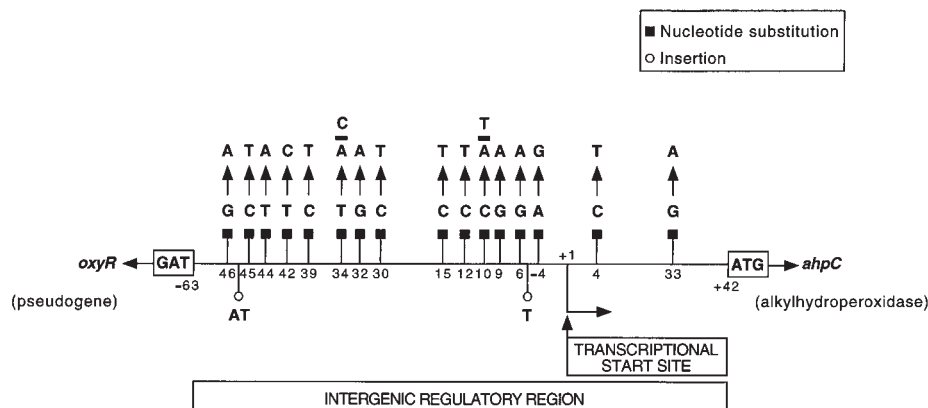 ■ Nucleotide substitution
○ Insertion
C T
A T A C T A A T T T A A A G T A
G C T T C T G C C C C G G A C G
+1
oxyR GAT 46 45 44 42 39 34 32 30 15 12 10 9 6 -4 4 33 ATG ahpC
-63 +42
(pseudogene) (alkylhydroperoxidase)
AT T
TRANSCRIPTIONAL
START SITE
INTERGENIC REGULATORY REGION